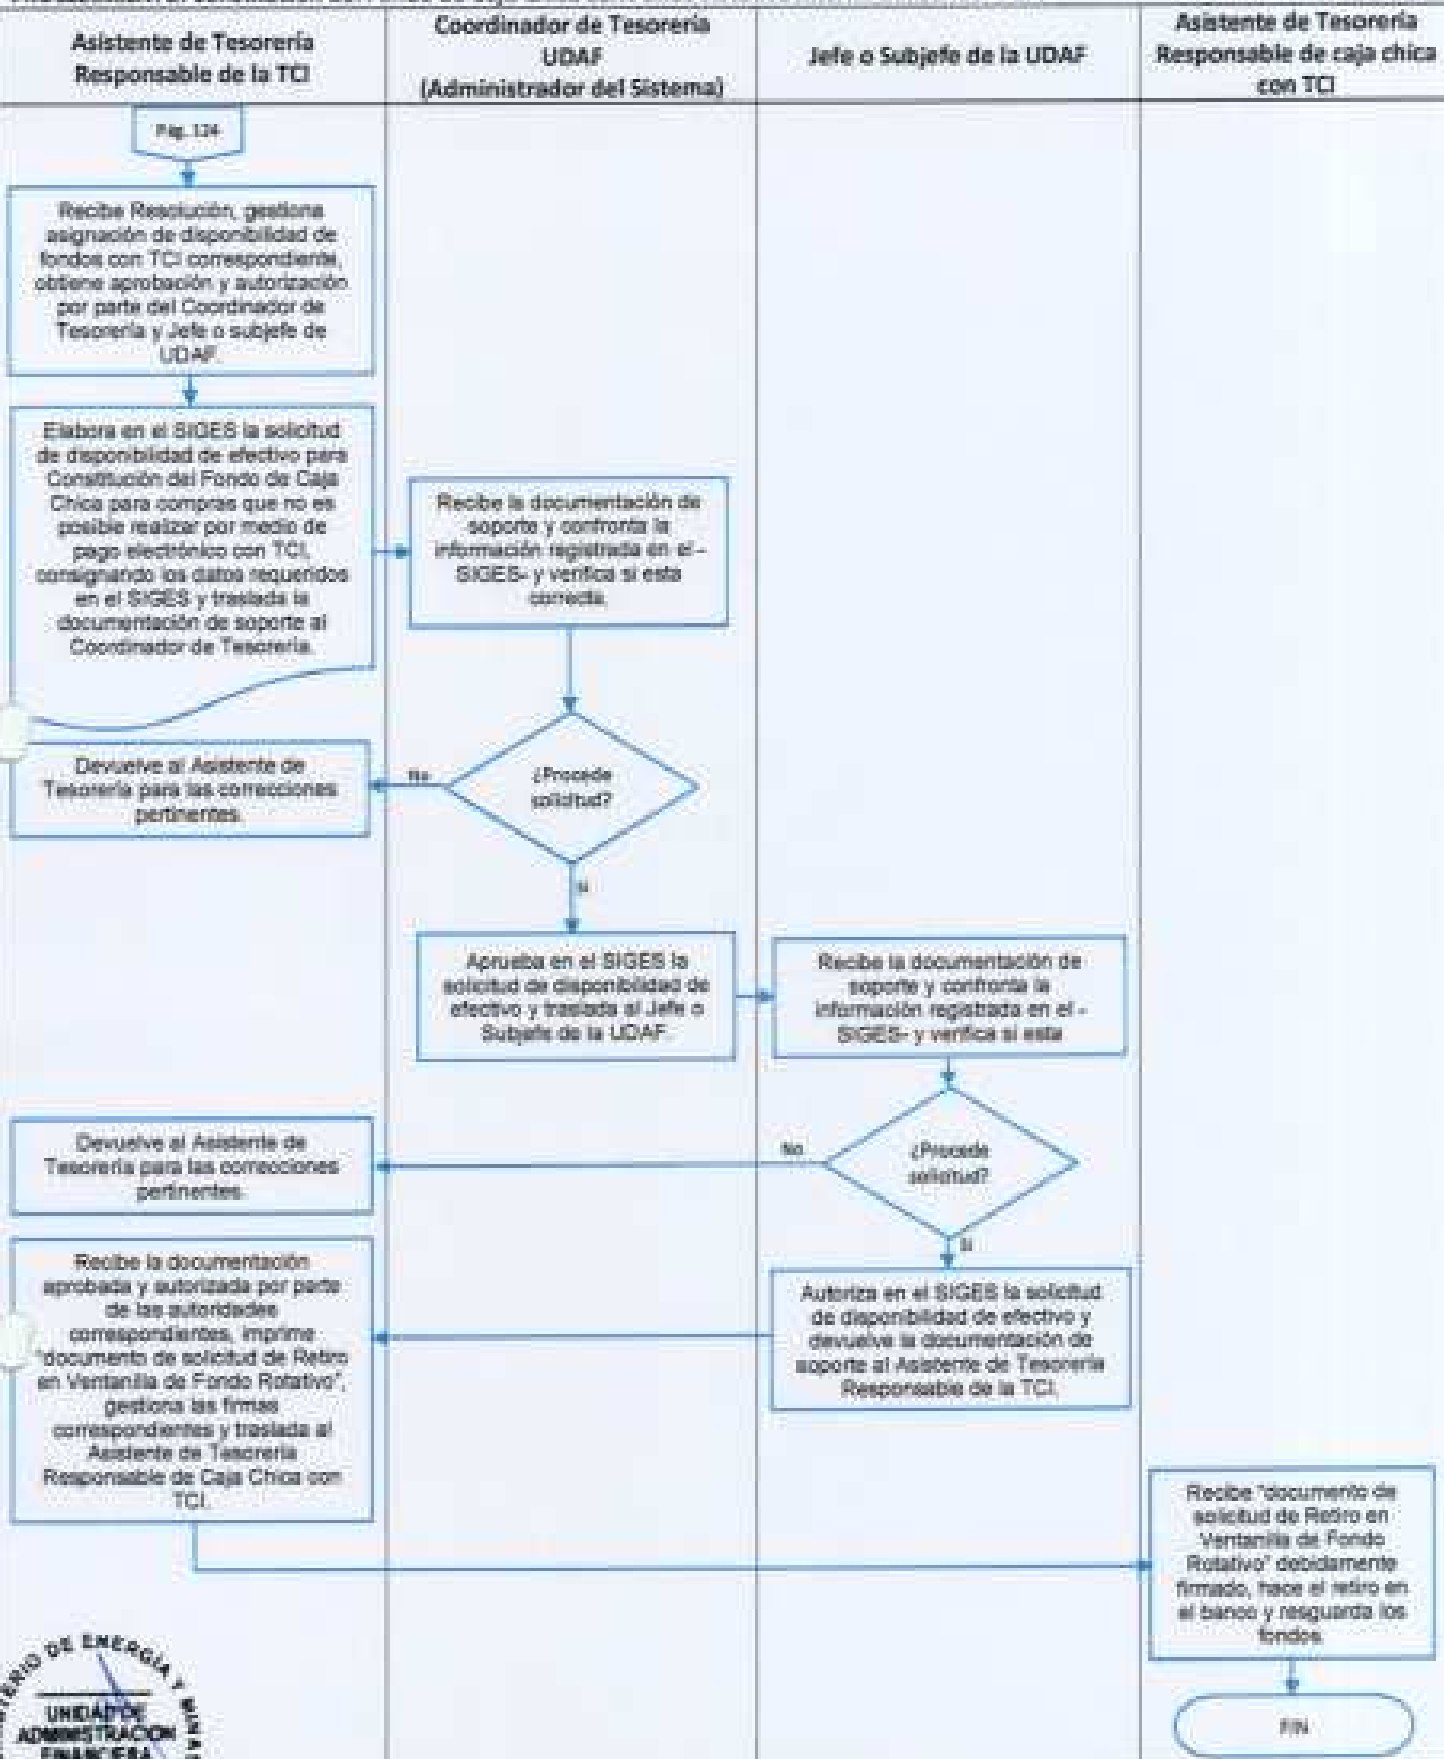 Asistente de Tesorería
Responsable de la TCI
Coordinador de Tesorería
UDAF
(Administrador del Sistema)
Jefe o Subjefe de la UDAF
Asistente de Tesorería
Responsable de caja chica
con TCI
Pág. 124
Recibe Resolución, gestiona
asignación de disponibilidad de
fondos con TCI correspondiente,
obtiene aprobación y autorización
por parte del Coordinador de
Tesorería y Jefe o subjefe de
UDAF.
Elabora en el SIGES la solicitud
de disponibilidad de efectivo para
Constitución del Fondo de Caja
Chica para compras que no es
posible realizar por medio de
pago electrónico con TCI,
consignando los datos requeridos
en el SIGES y traslada la
documentación de soporte al
Coordinador de Tesorería.
Recibe la documentación de
soporte y confronta la
información registrada en el -
SIGES- y verifica si esta
correcta.
¿Procede
solicitud?
No
Devuelve al Asistente de
Tesorería para las correcciones
pertinentes.
Si
Aprueba en el SIGES la
solicitud de disponibilidad de
efectivo y traslada al Jefe o
Subjefe de la UDAF.
Recibe la documentación de
soporte y confronta la
información registrada en el -
SIGES- y verifica si esta
¿Procede
solicitud?
No
Devuelve al Asistente de
Tesorería para las correcciones
pertinentes.
Si
Autoriza en el SIGES la solicitud
de disponibilidad de efectivo y
devuelve la documentación de
soporte al Asistente de Tesorería
Responsable de la TCI.
Recibe la documentación
aprobada y autorizada por parte
de las autoridades
correspondientes, imprime
"documento de solicitud de Retiro
en Ventanilla de Fondo Rotativo",
gestiona las firmas
correspondientes y traslada al
Asistente de Tesorería
Responsable de Caja Chica con
TCI.
Recibe "documento de
solicitud de Retiro en
Ventanilla de Fondo
Rotativo" debidamente
firmado, hace el retiro en
el banco y resguarda los
fondos.
FIN
DE ENERGÍA Y
UNIDAD DE
ADMINISTRACIÓN
FINANCIERA